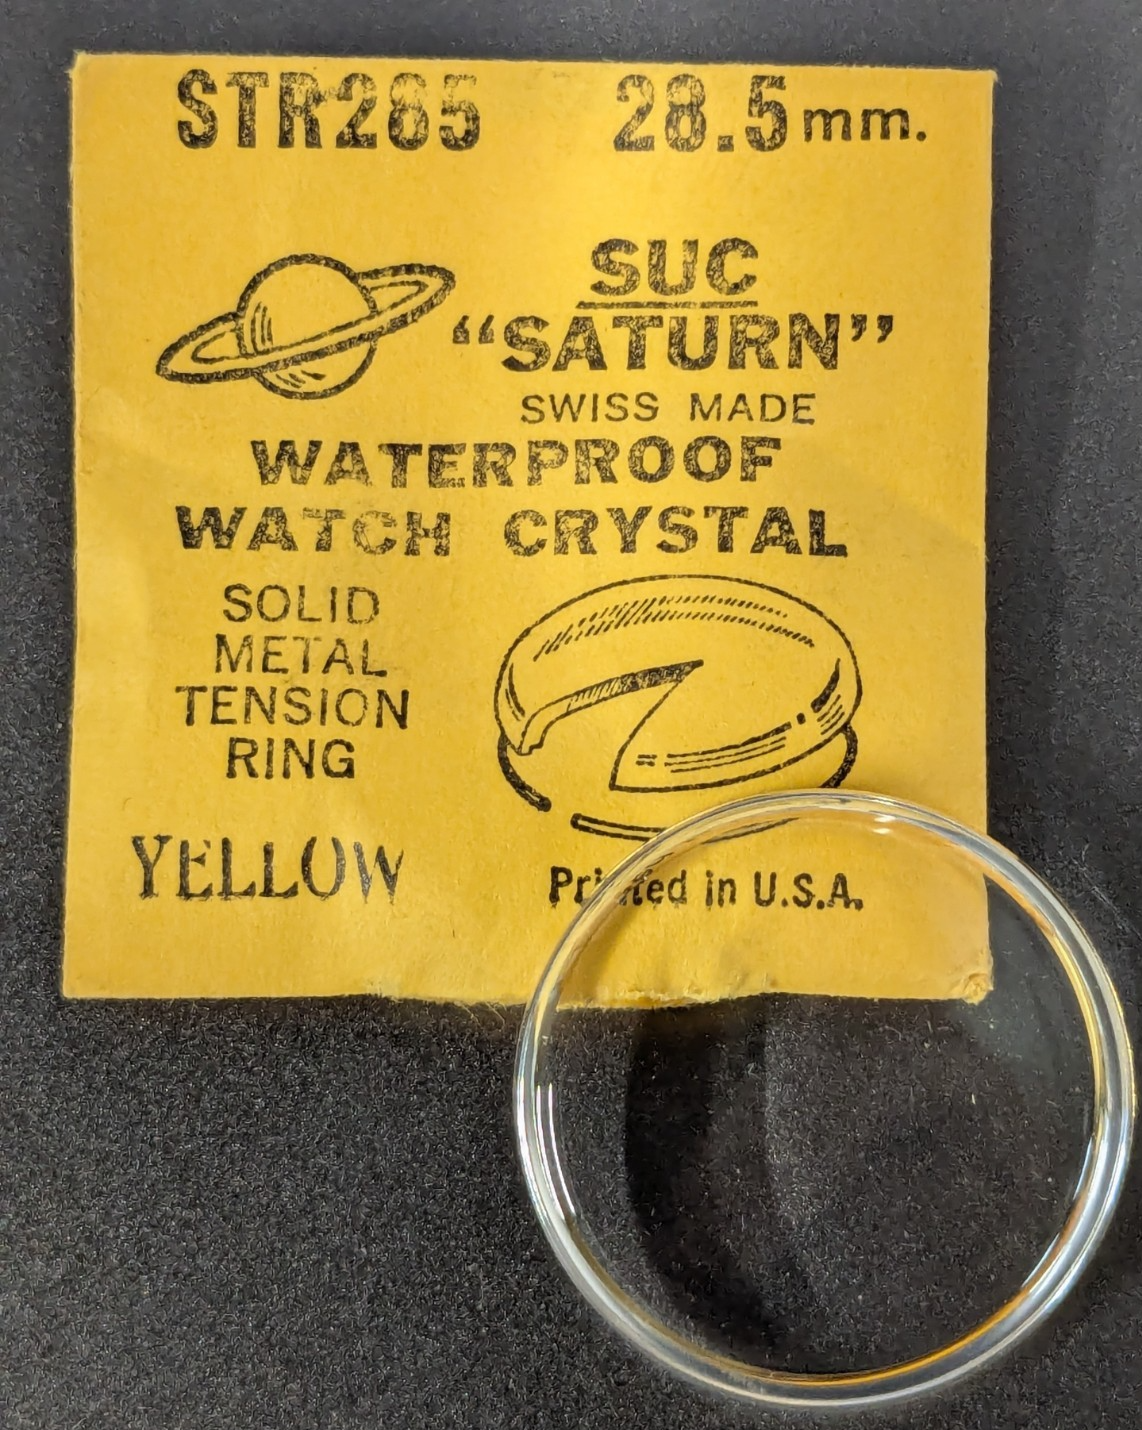 STR285 28.5mm.
SUC
“SATURN”
SWISS MADE
WATERPROOF
WATCH CRYSTAL
SOLID
METAL
TENSION
RING
YELLOW
Printed in U.S.A.